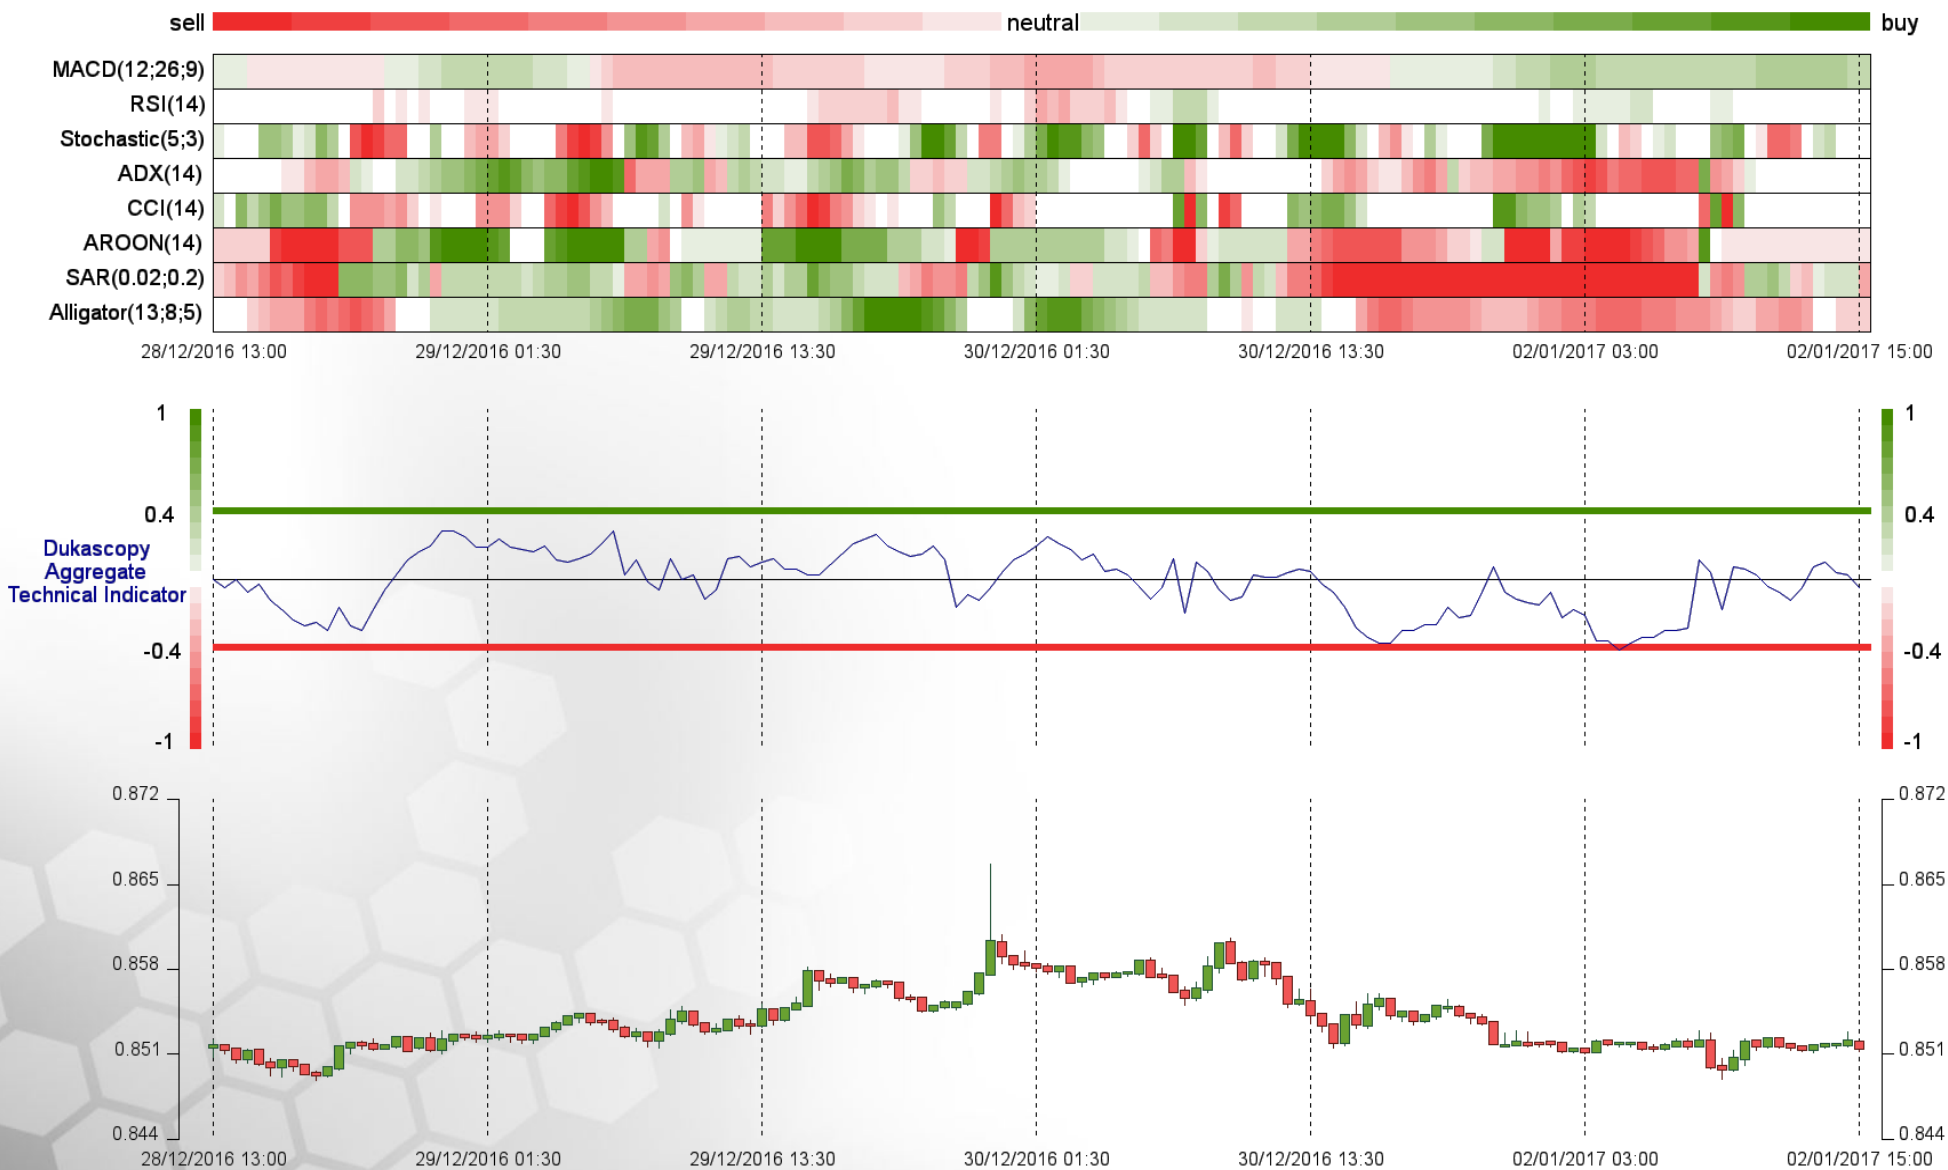 sell neutral buy
MACD(12;26;9)
RSI(14)
Stochastic(5;3)
ADX(14)
CCI(14)
AROON(14)
SAR(0.02;0.2)
Alligator(13;8;5)
28/12/2016 13:00 29/12/2016 01:30 29/12/2016 13:30 30/12/2016 01:30 30/12/2016 13:30 02/01/2017 03:00 02/01/2017 15:00
1 1
0.4 0.4
Dukascopy
Aggregate
Technical Indicator
-0.4 -0.4
-1 -1
0.872 0.872
0.865 0.865
0.858 0.858
0.851 0.851
0.844 0.844
28/12/2016 13:00 29/12/2016 01:30 29/12/2016 13:30 30/12/2016 01:30 30/12/2016 13:30 02/01/2017 03:00 02/01/2017 15:00